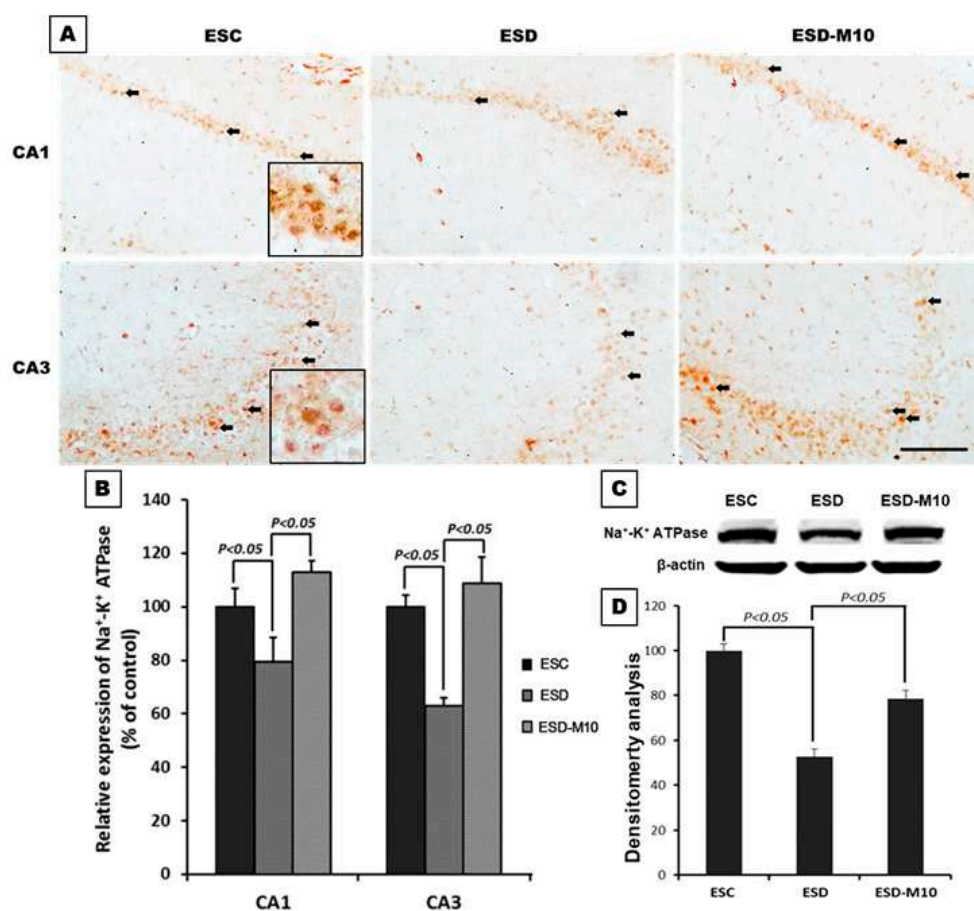 A
ESC
ESD
ESD-M10
CA1
CA3
B
Relative expression of Na⁺-K⁺ ATPase
(% of control)
140
120
100
80
60
40
20
0
P<0.05
P<0.05
P<0.05
P<0.05
ESC
ESD
ESD-M10
CA1
CA3
C
ESC
ESD
ESD-M10
Na⁺-K⁺ ATPase
β-actin
D
Densitomerty analysis
120
100
80
60
40
20
0
P<0.05
P<0.05
ESC
ESD
ESD-M10